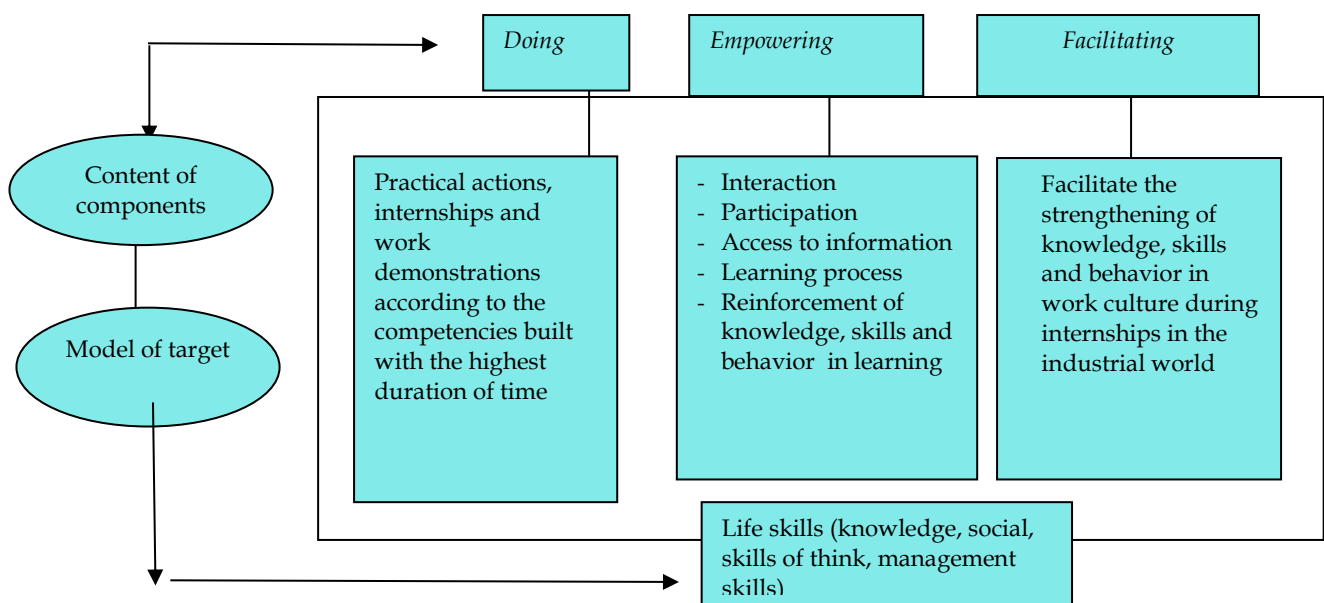 Doing
Empowering
Facilitating
Content of
components
Model of target
Practical actions,
internships and
work
demonstrations
according to the
competencies built
with the highest
duration of time
- Interaction
- Participation
- Access to information
- Learning process
- Reinforcement of
knowledge, skills and
behavior in learning
Facilitate the
strengthening of
knowledge, skills
and behavior in
work culture during
internships in the
industrial world
Life skills (knowledge, social,
skills of think, management
skills)